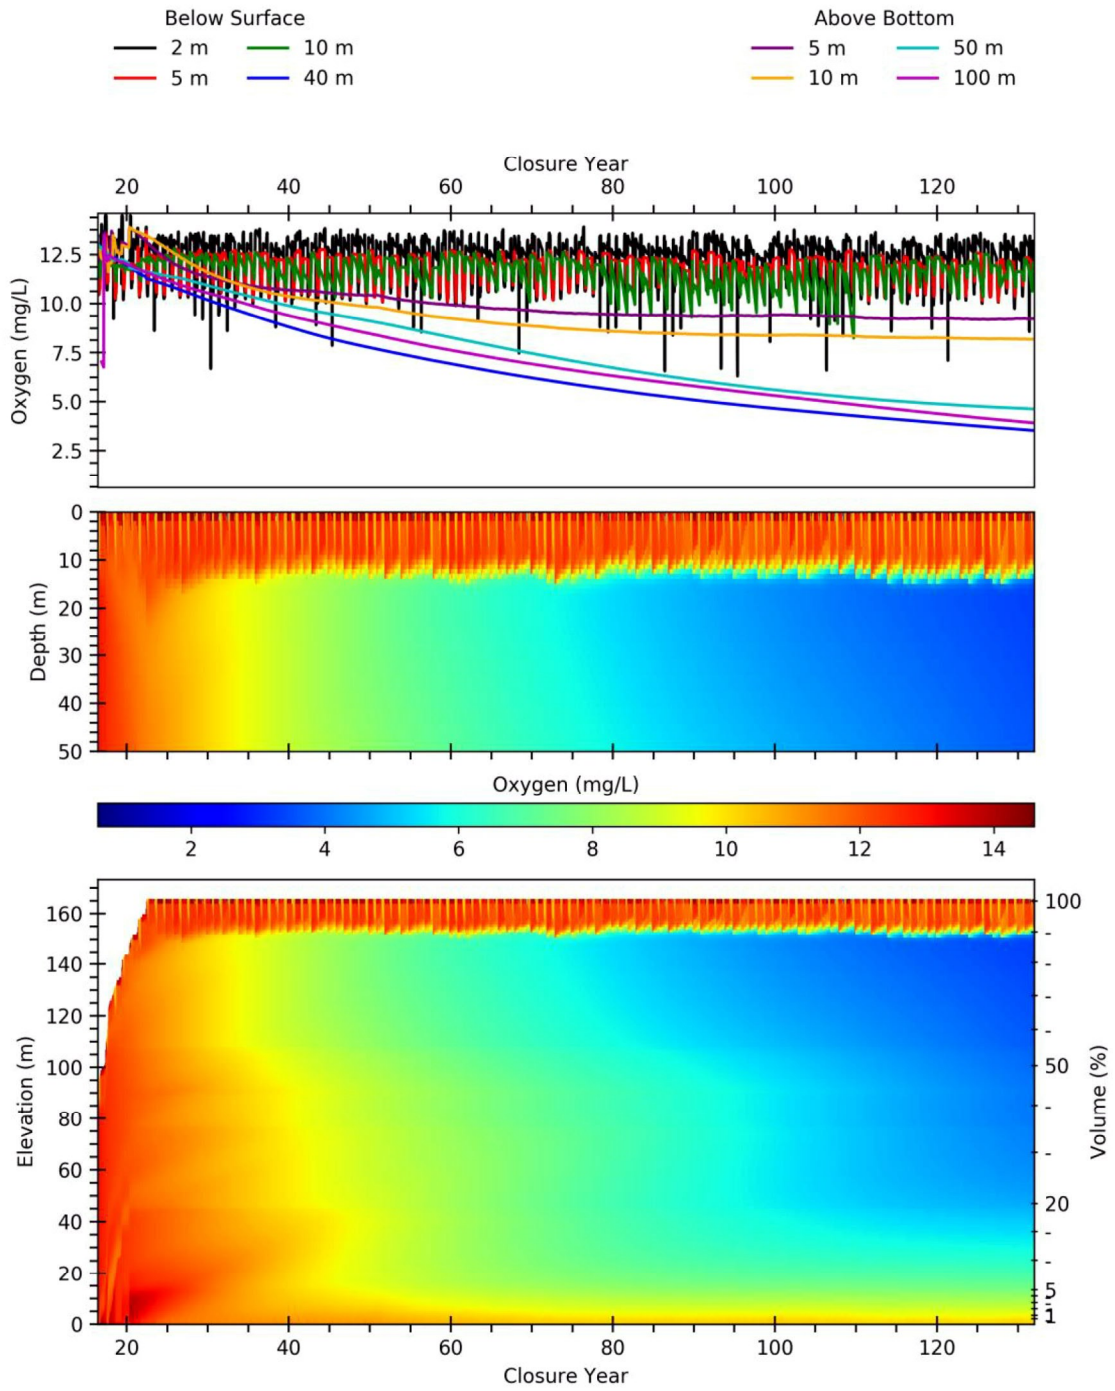 Below Surface Above Bottom
2 m 10 m 5 m 50 m
5 m 40 m 10 m 100 m
Closure Year
20 40 60 80 100 120
Oxygen (mg/L)
12.5
10.0
7.5
5.0
2.5
Depth (m)
0
10
20
30
40
50
Oxygen (mg/L)
2 4 6 8 10 12 14
Elevation (m)
160
140
120
100
80
60
40
20
0
100
50
20
5
1
Volume (%)
20 40 60 80 100 120
Closure Year